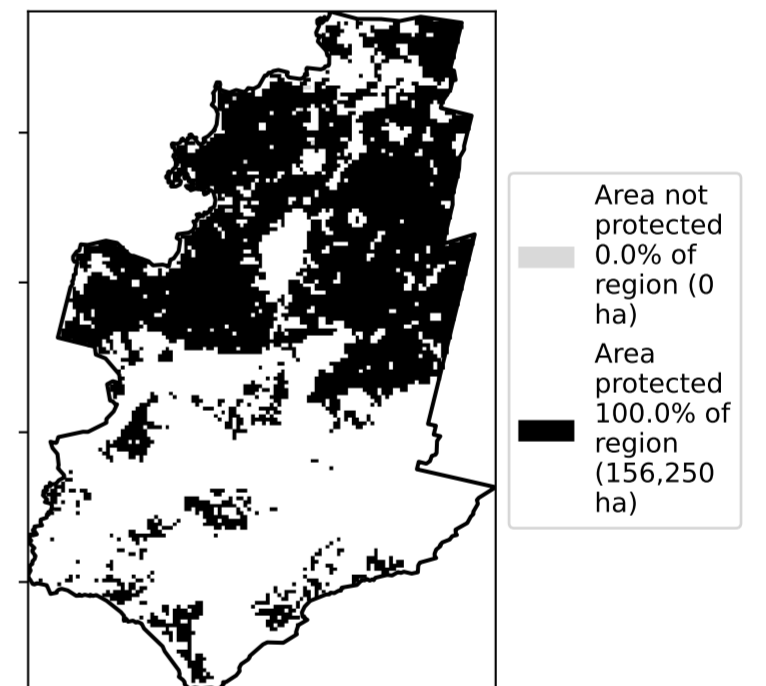 Area not
protected
0.0% of
region (0
ha)
Area
protected
100.0% of
region
(156,250
ha)